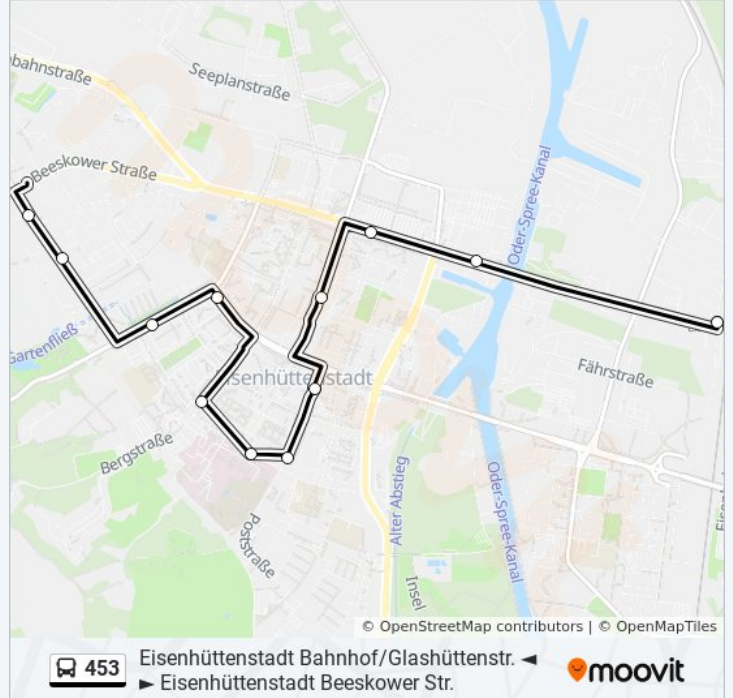 bahnstraße
Seeplanstraße
Beeskower Straße
Oder-Spree-Kanal
Gartenfließ
Fährstraße
isenhüttenstadt
Bergstraße
Alter Abstieg
Oder-Spree-Kanal
Poststraße
Insel
© OpenStreetMap contributors | © OpenMapTiles
453
Eisenhüttenstadt Bahnhof/Glashüttenstr. ◄
► Eisenhüttenstadt Beeskower Str.
moovit